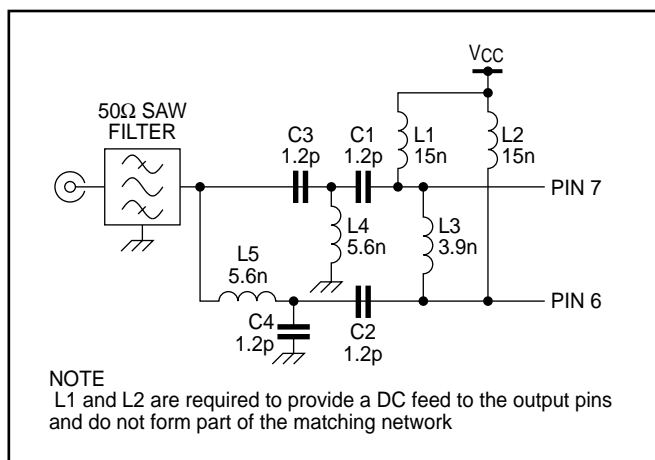 VCC
50Ω SAW
FILTER
C3
1.2p
C1
1.2p
L1
15n
L2
15n
PIN 7
L4
5.6n
L3
3.9n
L5
5.6n
PIN 6
C4
1.2p
C2
1.2p
NOTE
L1 and L2 are required to provide a DC feed to the output pins
and do not form part of the matching network